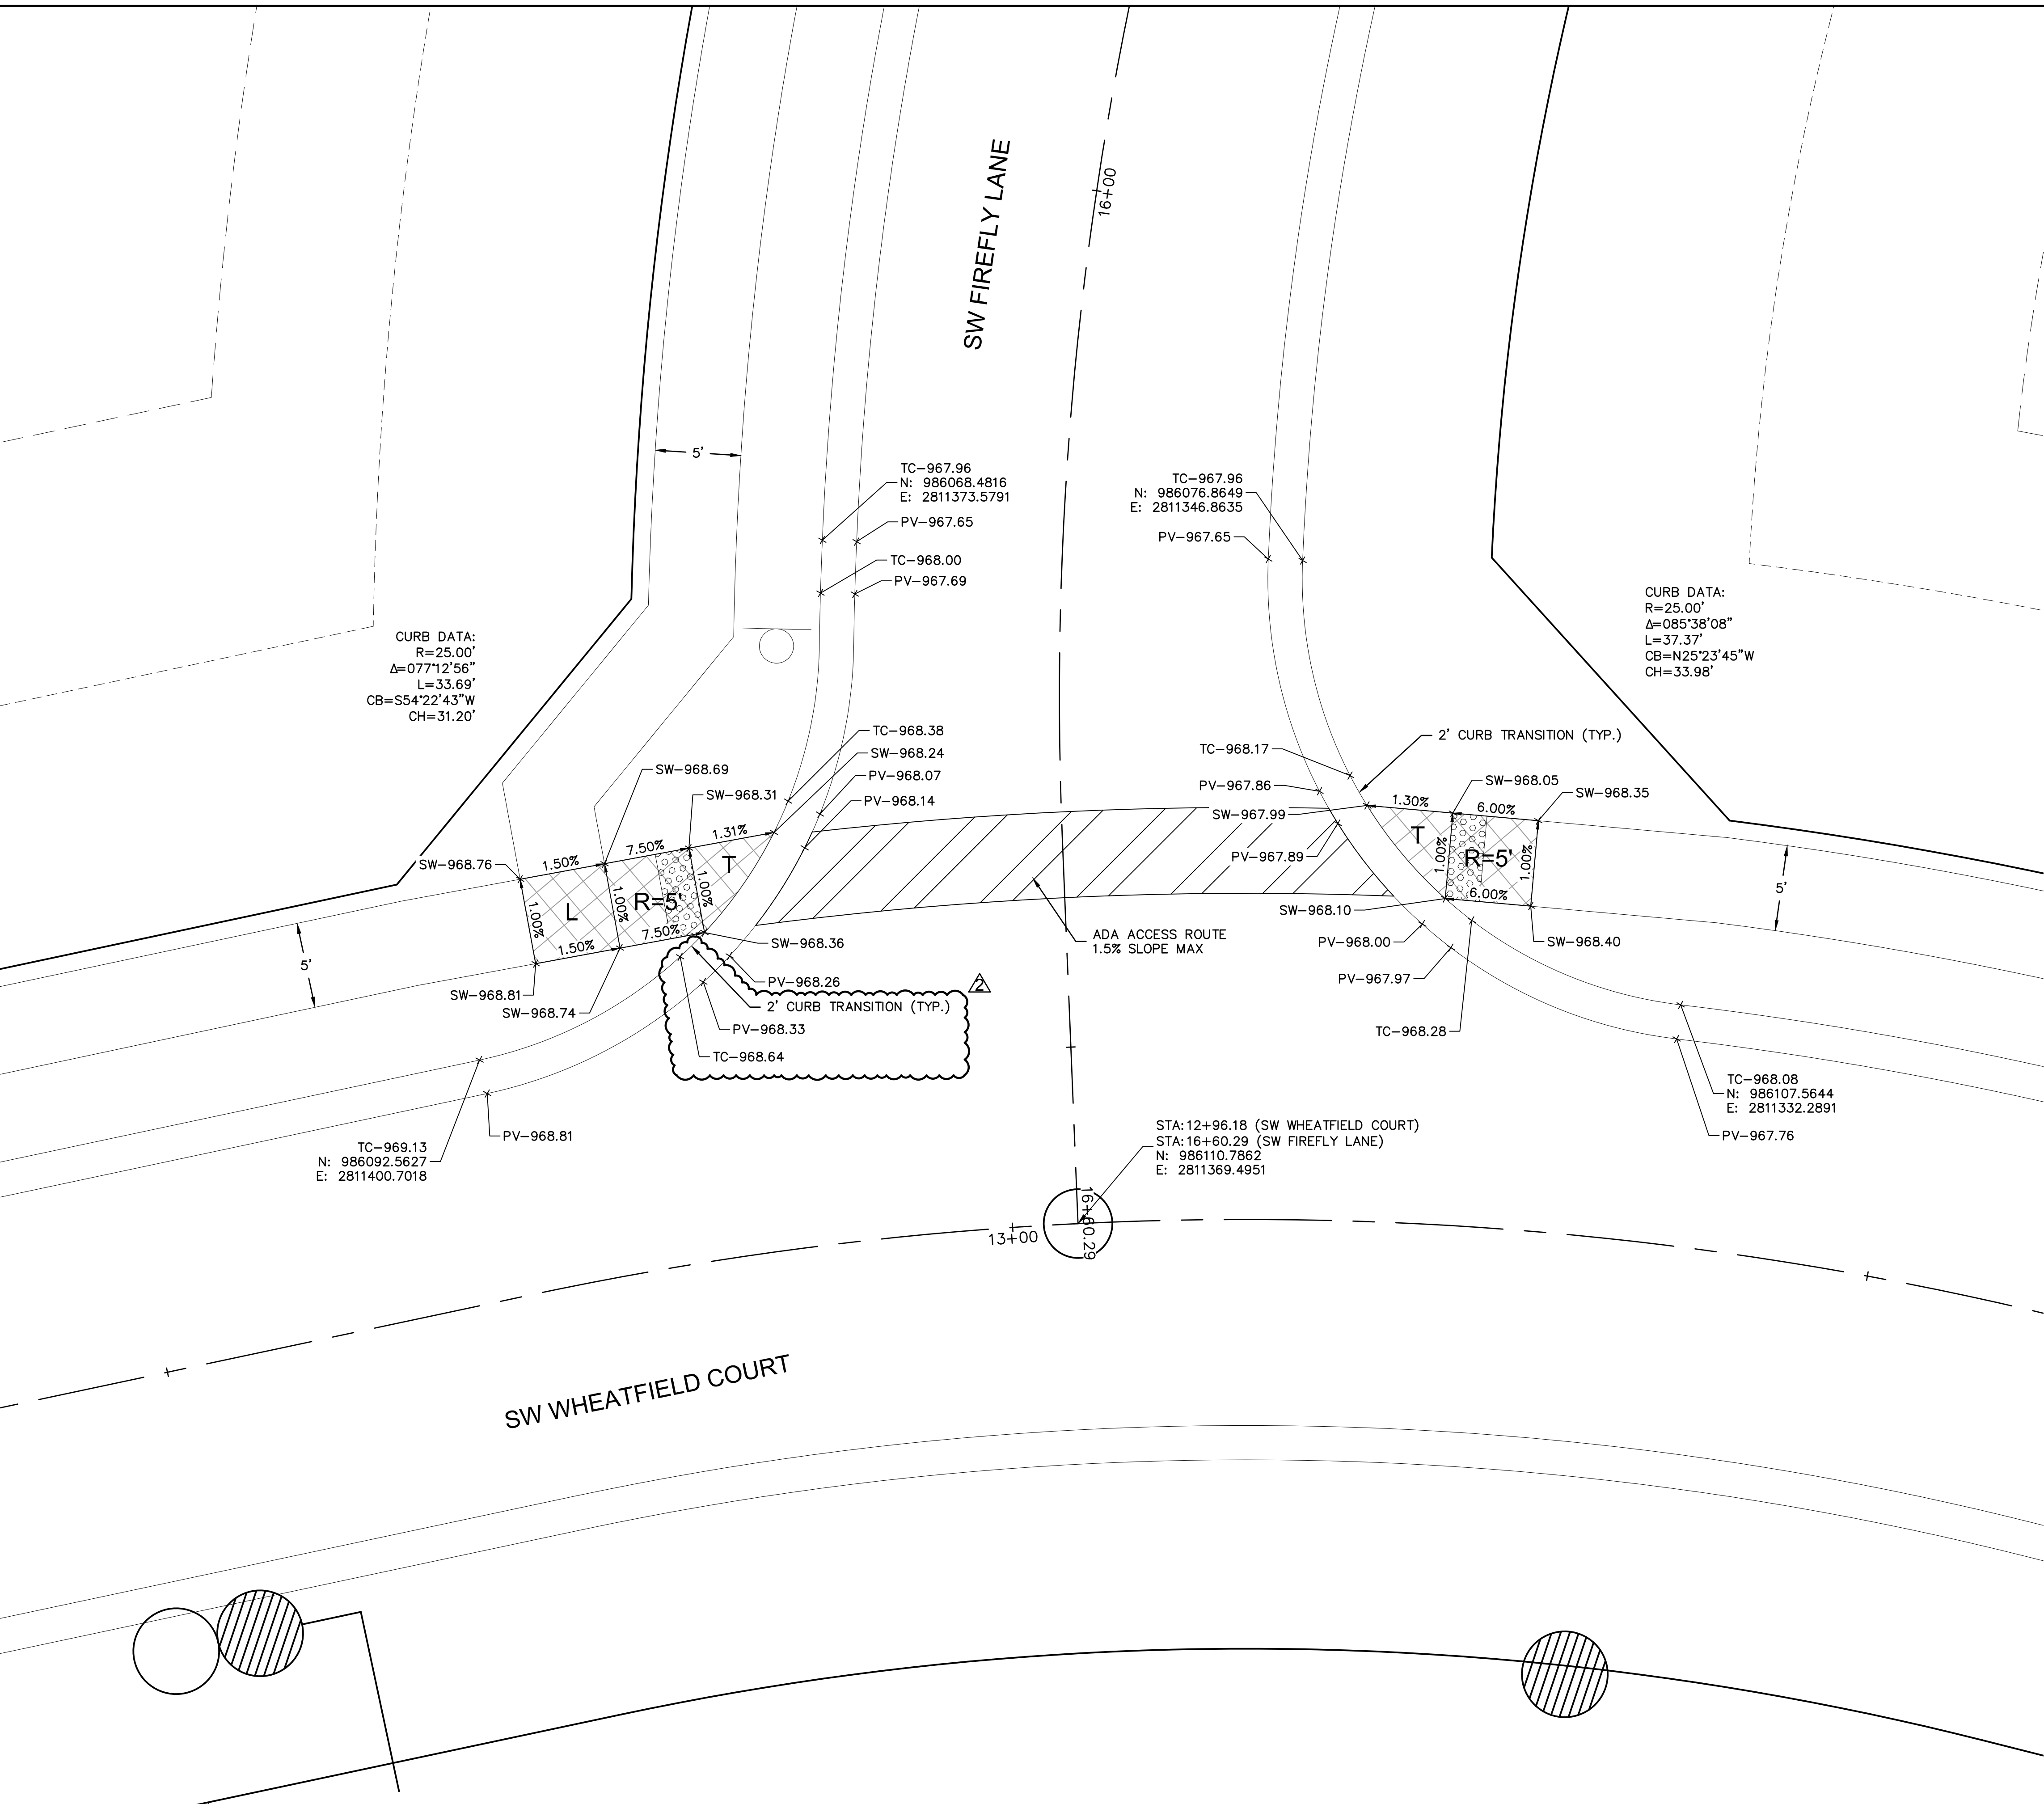 SW FIREFLY LANE
16+00
5'
TC-967.96
N: 986068.4816
E: 2811373.5791
PV-967.65
TC-968.00
PV-967.69
TC-967.96
N: 986076.8649
E: 2811346.8635
PV-967.65
CURB DATA:
R=25.00'
Δ=077°12'56"
L=33.69'
CB=S54°22'43"W
CH=31.20'
CURB DATA:
R=25.00'
Δ=085°38'08"
L=37.37'
CB=N25°23'45"W
CH=33.98'
TC-968.38
SW-968.24
PV-968.07
PV-968.14
SW-968.69
SW-968.31
SW-968.76
1.50%
7.50%
1.31%
T
R=5'
L
1.00%
1.00%
1.00%
1.50%
7.50%
SW-968.81
SW-968.74
SW-968.36
PV-968.26
2
2' CURB TRANSITION (TYP.)
PV-968.33
TC-968.64
5'
TC-968.17
PV-967.86
SW-967.99
PV-967.89
2' CURB TRANSITION (TYP.)
SW-968.05
SW-968.35
1.30%
6.00%
T
R=5'
1.00%
1.00%
6.00%
SW-968.10
PV-968.00
PV-967.97
TC-968.28
SW-968.40
5'
ADA ACCESS ROUTE
1.5% SLOPE MAX
TC-969.13
N: 986092.5627
E: 2811400.7018
PV-968.81
TC-968.08
N: 986107.5644
E: 2811332.2891
PV-967.76
STA:12+96.18 (SW WHEATFIELD COURT)
STA:16+60.29 (SW FIREFLY LANE)
N: 986110.7862
E: 2811369.4951
16+60.29
13+00
SW WHEATFIELD COURT